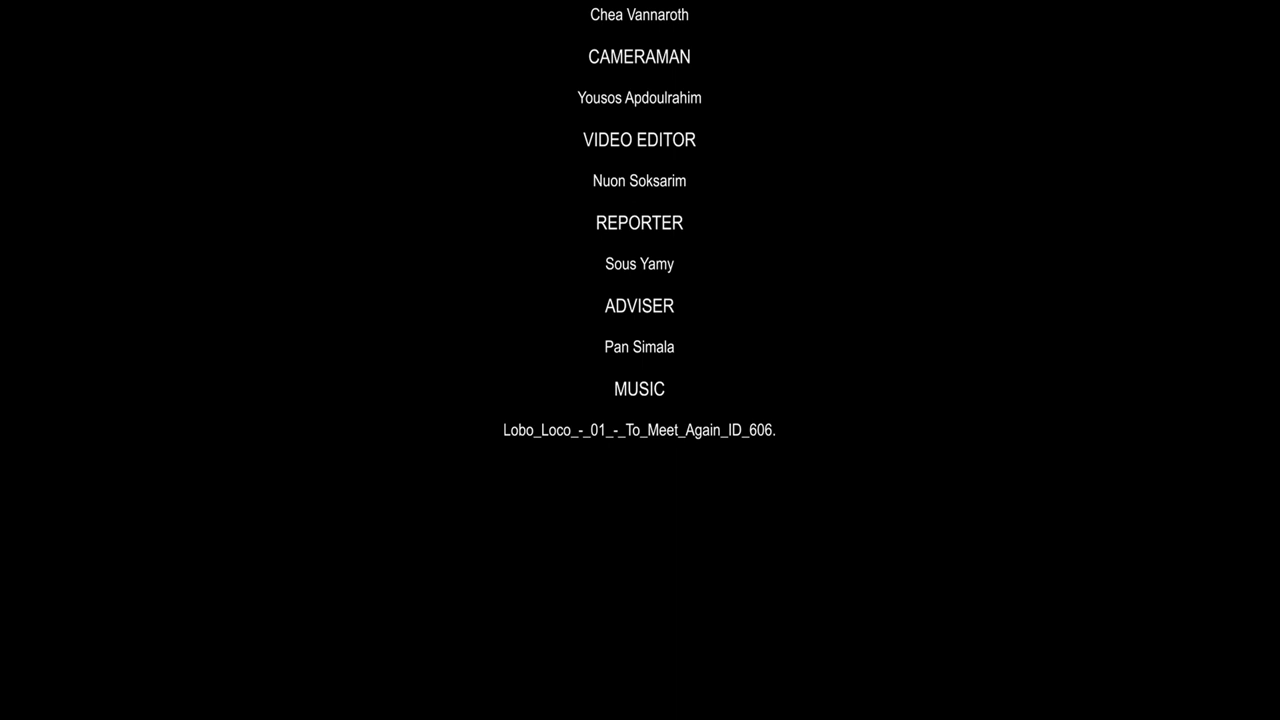 Chea Vannaroth
CAMERAMAN
Yousos Apdoulrahim
VIDEO EDITOR
Nuon Soksarim
REPORTER
Sous Yamy
ADVISER
Pan Simala
MUSIC
Lobo_Loco_-_01_-_To_Meet_Again_ID_606.